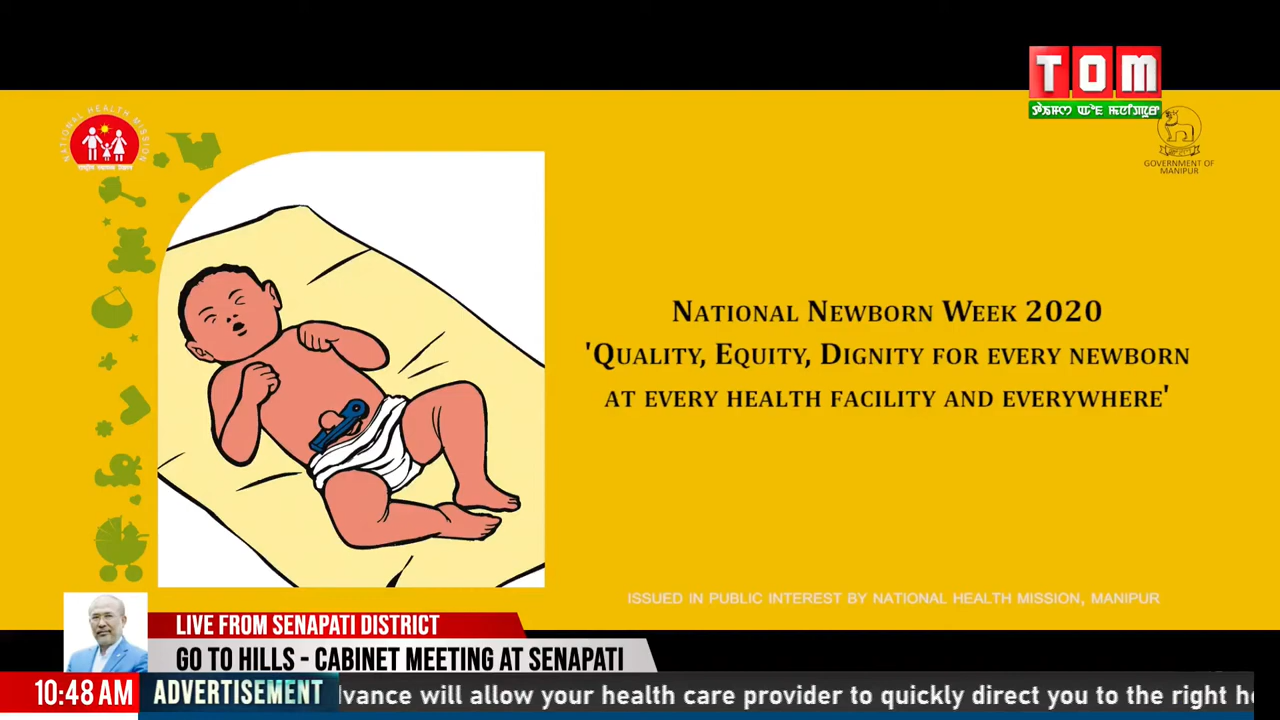 TOM
NATIONAL HEALTH MISSION
GOVERNMENT OF
MANIPUR
NATIONAL NEWBORN WEEK 2020
'QUALITY, EQUITY, DIGNITY FOR EVERY NEWBORN
AT EVERY HEALTH FACILITY AND EVERYWHERE'
ISSUED IN PUBLIC INTEREST BY NATIONAL HEALTH MISSION, MANIPUR
LIVE FROM SENAPATI DISTRICT
GO TO HILLS - CABINET MEETING AT SENAPATI
10:48 AM
ADVERTISEMENT
will allow your health care provider to quickly direct you to the right